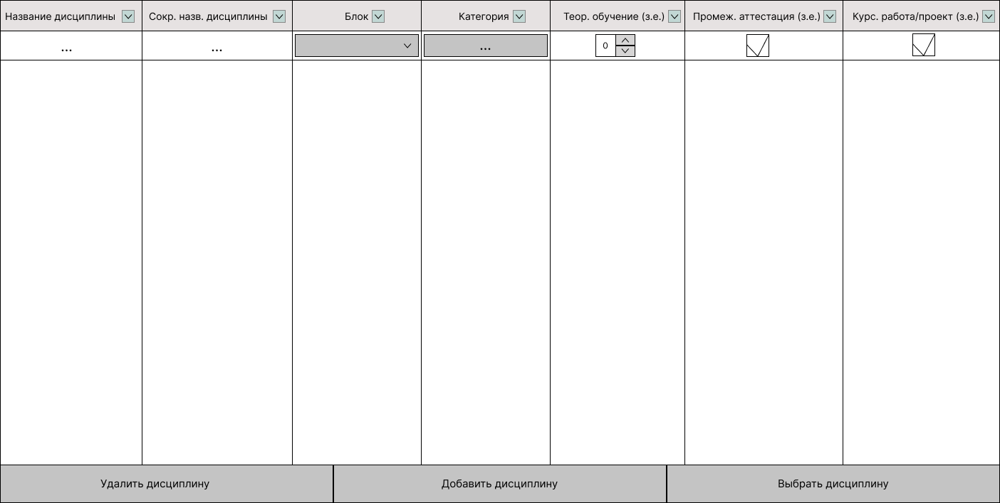 Название дисциплины Сокр. назв. дисциплины Блок Категория Теор. обучение (з.е.) Промеж. аттестация (з.е.) Курс. работа/проект (з.е.)
... ... ... 0
Удалить дисциплину Добавить дисциплину Выбрать дисциплину